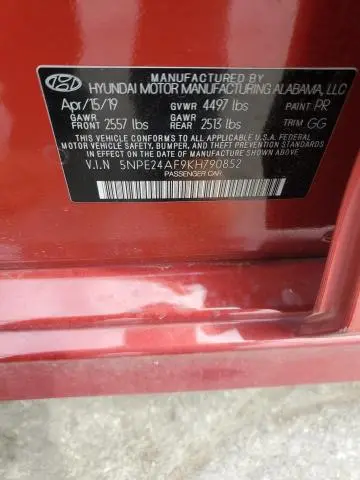 MANUFACTURED BY
HYUNDAI MOTOR MANUFACTURING ALABAMA, LLC
Apr/15/19 GVWR 4497 lbs PAINT PR
GAWR FRONT 2557 lbs GAWR REAR 2513 lbs TRIM GG
THIS VEHICLE CONFORMS TO ALL APPLICABLE U.S.A. FEDERAL
MOTOR VEHICLE SAFETY, BUMPER, AND THEFT PREVENTION STANDARDS
IN EFFECT ON THE DATE OF MANUFACTURE SHOWN ABOVE.
V.I.N 5NPE24AF9KH790852
PASSENGER CAR